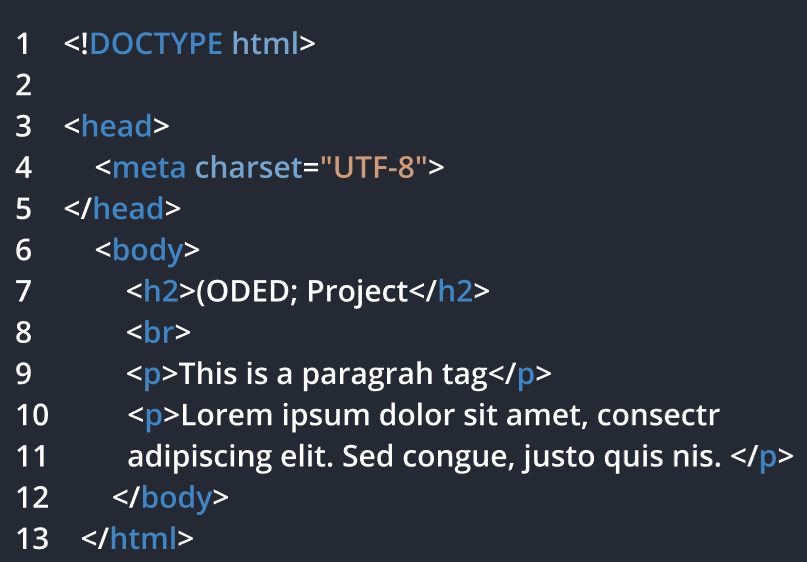 1 <!DOCTYPE html>
2
3 <head>
4 <meta charset="UTF-8">
5 </head>
6 <body>
7 <h2>(ODED; Project</h2>
8 <br>
9 <p>This is a paragrah tag</p>
10 <p>Lorem ipsum dolor sit amet, consectr
11 adipiscing elit. Sed congue, justo quis nis. </p>
12 </body>
13 </html>